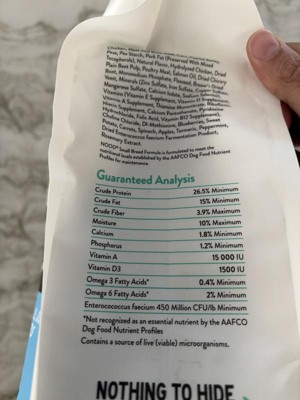 Peas, Pea Starch, Pork Fat (Preserved With Mixed
Tocopherols), Natural Flavor, Hydrolysed Chicken, Dried
Plain Beet Pulp, Poultry Meal, Salmon Oil, Dried Chicory
Root, Monosodium Phosphate, Flaxseed, Brewer's Dried
Yeast, Minerals (Zinc Sulfate, Iron Sulfate, Copper Sulfate,
Manganese Sulfate, Calcium Iodate, Sodium
Vitamins (Vitamin E Supplement, Vitamin C Supplement,
Vitamin A Supplement, Thiamine Mononitrate,
Niacin Supplement, Calcium Pantothenate, Pyridoxine
Hydrochloride, Folic Acid, Vitamin B12 Supplement),
Choline Chloride, Dl-Methionine, Blueberries, Sweet
Potato, Carrots, Spinach, Apples, Turmeric, Peppermint,
Dried Enterococcus faecium Fermentation Product,
Rosemary Extract
NOOD® Small Breed Formula is formulated to meet the
nutritional levels established by the AAFCO Dog Food Nutrient
Profiles for maintenance.
Guaranteed Analysis
Crude Protein 26.5% Minimum
Crude Fat 15% Minimum
Crude Fiber 3.9% Maximum
Moisture 10% Maximum
Calcium 1.8% Minimum
Phosphorus 1.2% Minimum
Vitamin A 15 000 IU
Vitamin D3 1500 IU
Omega 3 Fatty Acids* 0.4% Minimum
Omega 6 Fatty Acids* 2% Minimum
Enterococcus faecium 450 Million CFU/lb Minimum
*Not recognized as an essential nutrient by the AAFCO
Dog Food Nutrient Profiles
Contains a source of live (viable) microorganisms.
NOTHING TO HIDE